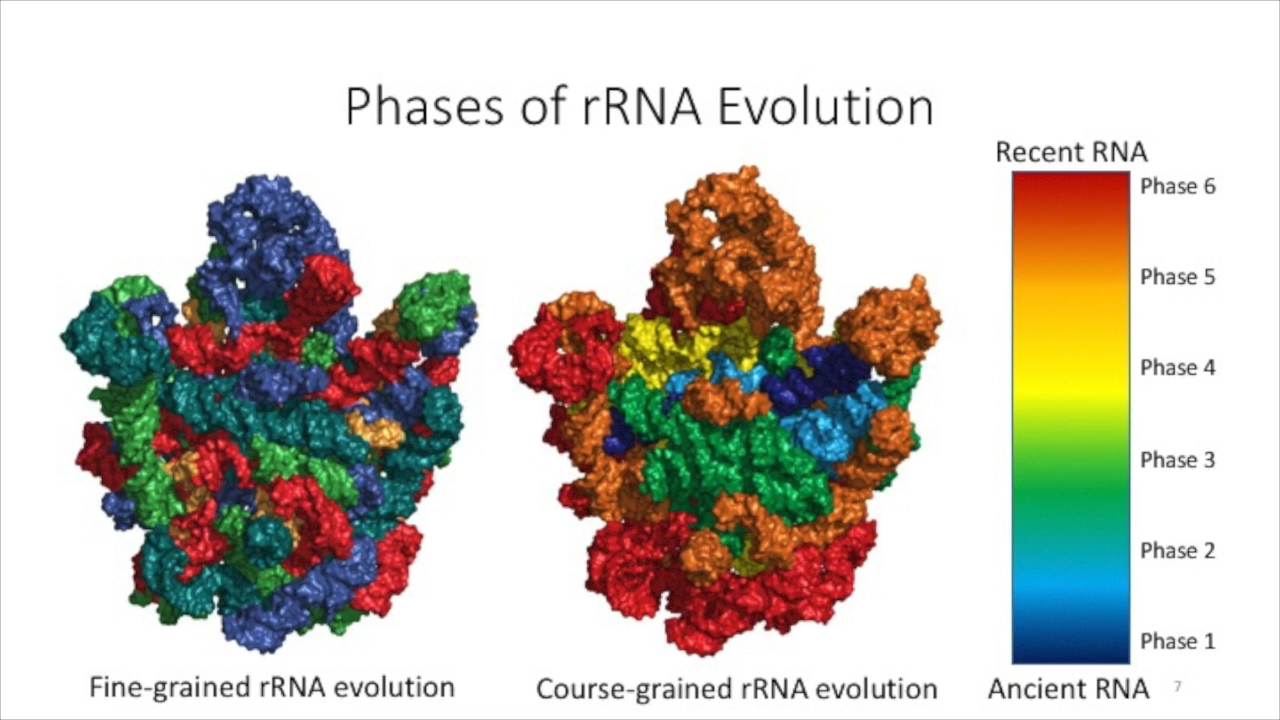 Phases of rRNA Evolution
Recent RNA
Phase 6
Phase 5
Phase 4
Phase 3
Phase 2
Phase 1
Fine-grained rRNA evolution
Course-grained rRNA evolution
Ancient RNA
7